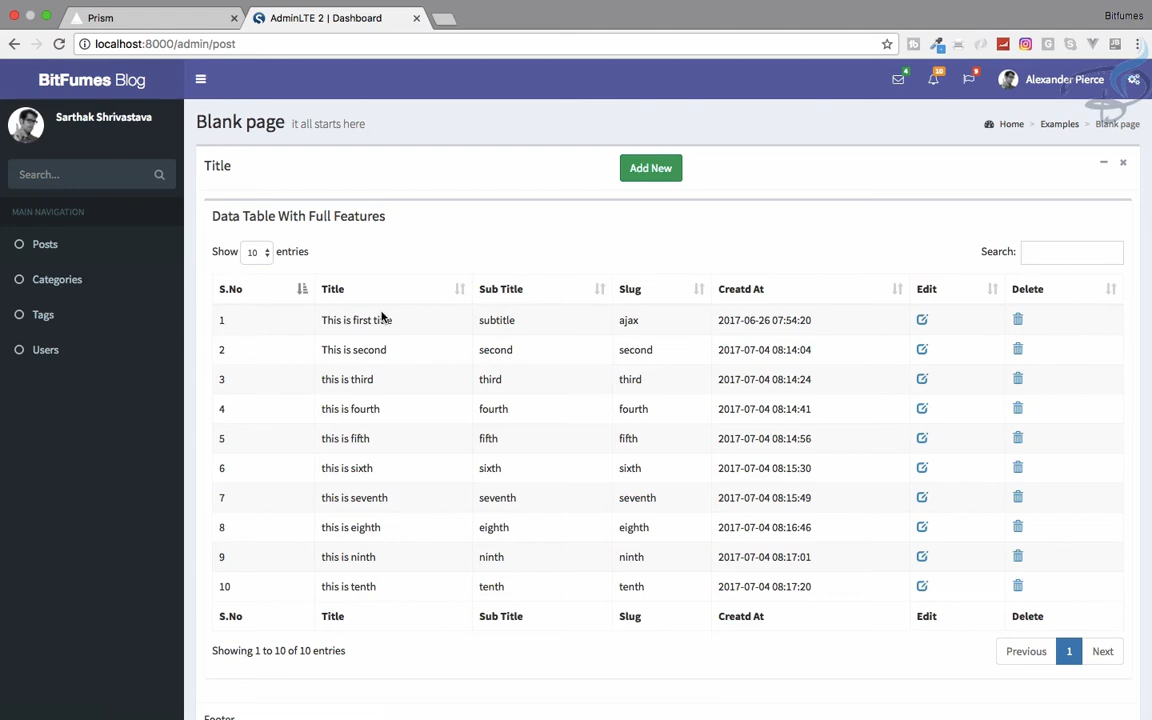 Prism
AdminLTE 2 | Dashboard
Bitfumes
localhost:8000/admin/post
BitFumes Blog
4
10
9
Alexander Pierce
Sarthak Shrivastava
Search...
MAIN NAVIGATION
Posts
Categories
Tags
Users
Blank page it all starts here
Home > Examples > Blank page
Title
Add New
Data Table With Full Features
Show 10 entries
Search:
S.No Title Sub Title Slug Creatd At Edit Delete
1 This is first title subtitle ajax 2017-06-26 07:54:20
2 This is second second second 2017-07-04 08:14:04
3 this is third third third 2017-07-04 08:14:24
4 this is fourth fourth fourth 2017-07-04 08:14:41
5 this is fifth fifth fifth 2017-07-04 08:14:56
6 this is sixth sixth sixth 2017-07-04 08:15:30
7 this is seventh seventh seventh 2017-07-04 08:15:49
8 this is eighth eighth eighth 2017-07-04 08:16:46
9 this is ninth ninth ninth 2017-07-04 08:17:01
10 this is tenth tenth tenth 2017-07-04 08:17:20
S.No Title Sub Title Slug Creatd At Edit Delete
Showing 1 to 10 of 10 entries
Previous 1 Next
Footer